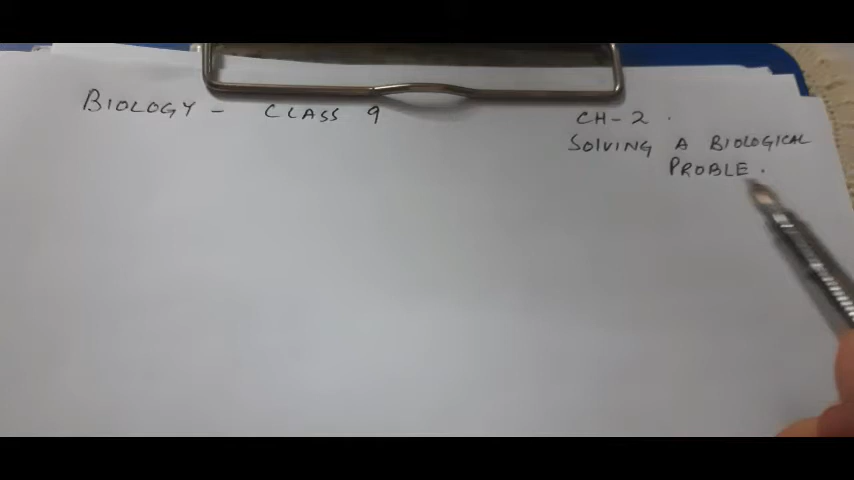 BIOLOGY - CLASS 9
CH-2.
SOLVING A BIOLOGICAL
PROBLE.